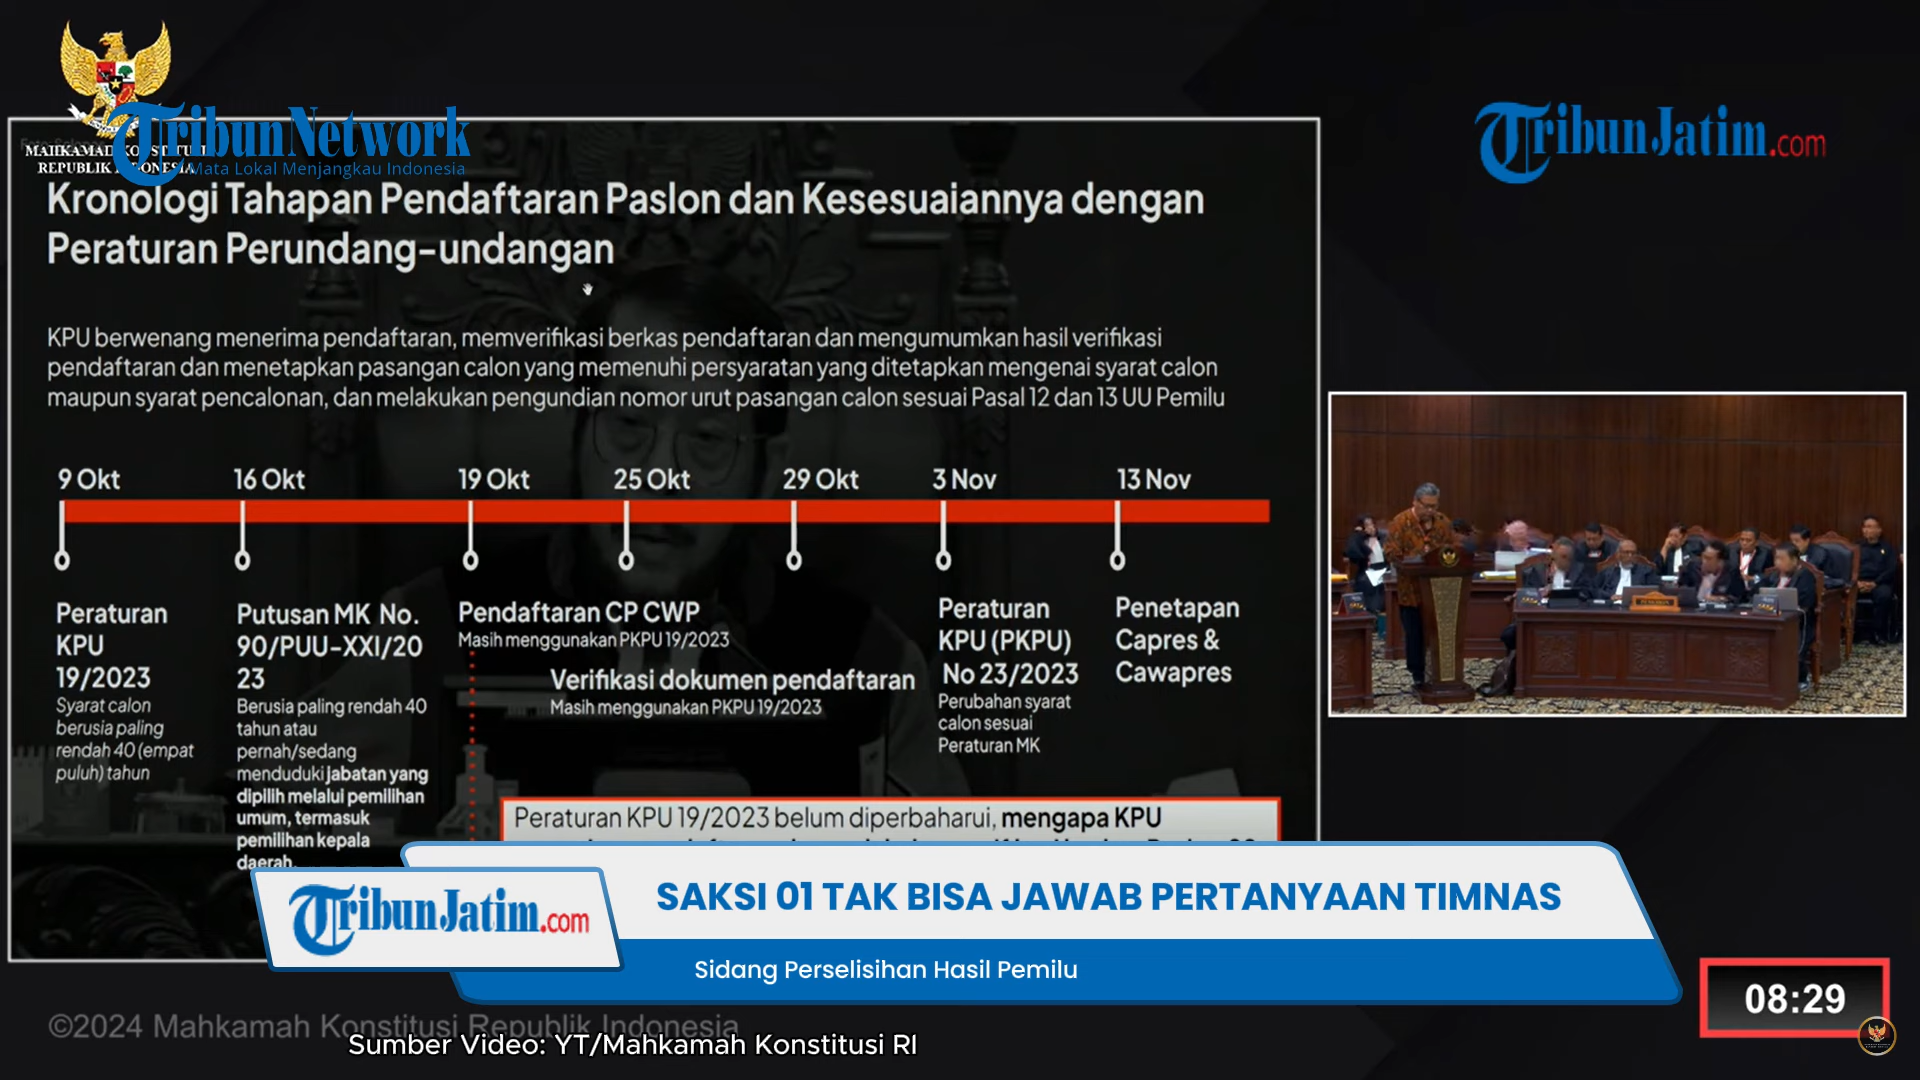 MAHKAMAH KONSTITUSI
REPUBLIK INDONESIA
TribunNetwork
Mata Lokal Menjangkau Indonesia
TribunJatim.com
Kronologi Tahapan Pendaftaran Paslon dan Kesesuaiannya dengan
Peraturan Perundang-undangan
KPU berwenang menerima pendaftaran, memverifikasi berkas pendaftaran dan mengumumkan hasil verifikasi
pendaftaran dan menetapkan pasangan calon yang memenuhi persyaratan yang ditetapkan mengenai syarat calon
maupun syarat pencalonan, dan melakukan pengundian nomor urut pasangan calon sesuai Pasal 12 dan 13 UU Pemilu
9 Okt
16 Okt
19 Okt
25 Okt
29 Okt
3 Nov
13 Nov
Peraturan
KPU
19/2023
Syarat calon
berusia paling
rendah 40 (empat
puluh) tahun
Putusan MK No.
90/PUU-XXI/20
23
Berusia paling rendah 40
tahun atau
pernah/sedang
menduduki jabatan yang
dipilih melalui pemilihan
umum, termasuk
pemilihan kepala
daerah.
Pendaftaran CP CWP
Masih menggunakan PKPU 19/2023
Verifikasi dokumen pendaftaran
Masih menggunakan PKPU 19/2023
Peraturan
KPU (PKPU)
No 23/2023
Perubahan syarat
calon sesuai
Peraturan MK
Penetapan
Capres &
Cawapres
Peraturan KPU 19/2023 belum diperbaharui, mengapa KPU
TribunJatim.com
SAKSI 01 TAK BISA JAWAB PERTANYAAN TIMNAS
Sidang Perselisihan Hasil Pemilu
08:29
©2024 Mahkamah Konstitusi Republik Indonesia
Sumber Video: YT/Mahkamah Konstitusi RI